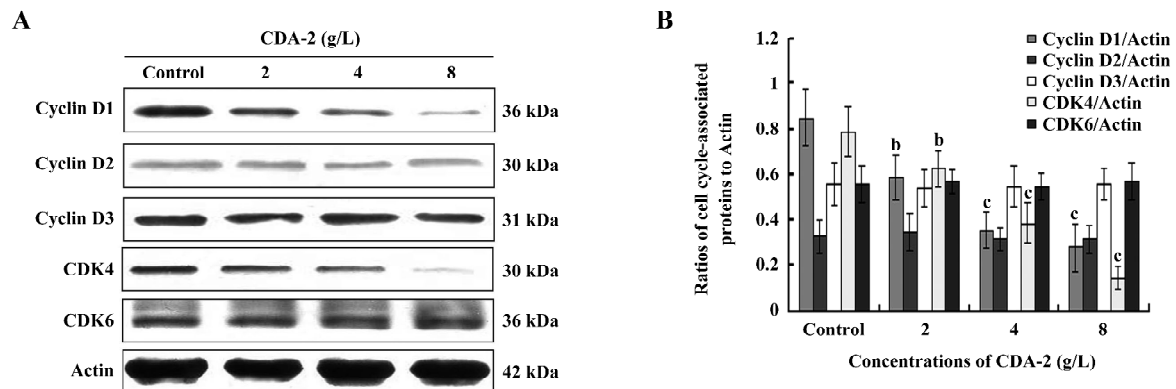 A
CDA-2 (g/L)
Control 2 4 8
Cyclin D1 36 kDa
Cyclin D2 30 kDa
Cyclin D3 31 kDa
CDK4 30 kDa
CDK6 36 kDa
Actin 42 kDa
B
Ratios of cell cycle-associated
proteins to Actin
1.2
1
0.8
0.6
0.4
0.2
0
Cyclin D1/Actin
Cyclin D2/Actin
Cyclin D3/Actin
CDK4/Actin
CDK6/Actin
b b
c c
c c
Control 2 4 8
Concentrations of CDA-2 (g/L)